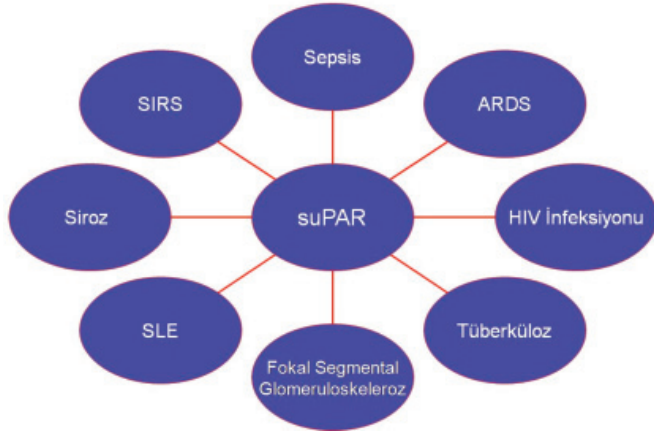 Sepsis
SIRS
ARDS
Siroz
suPAR
HIV İnfeksiyonu
SLE
Tüberküloz
Fokal Segmental
Glomeruloskeleroz